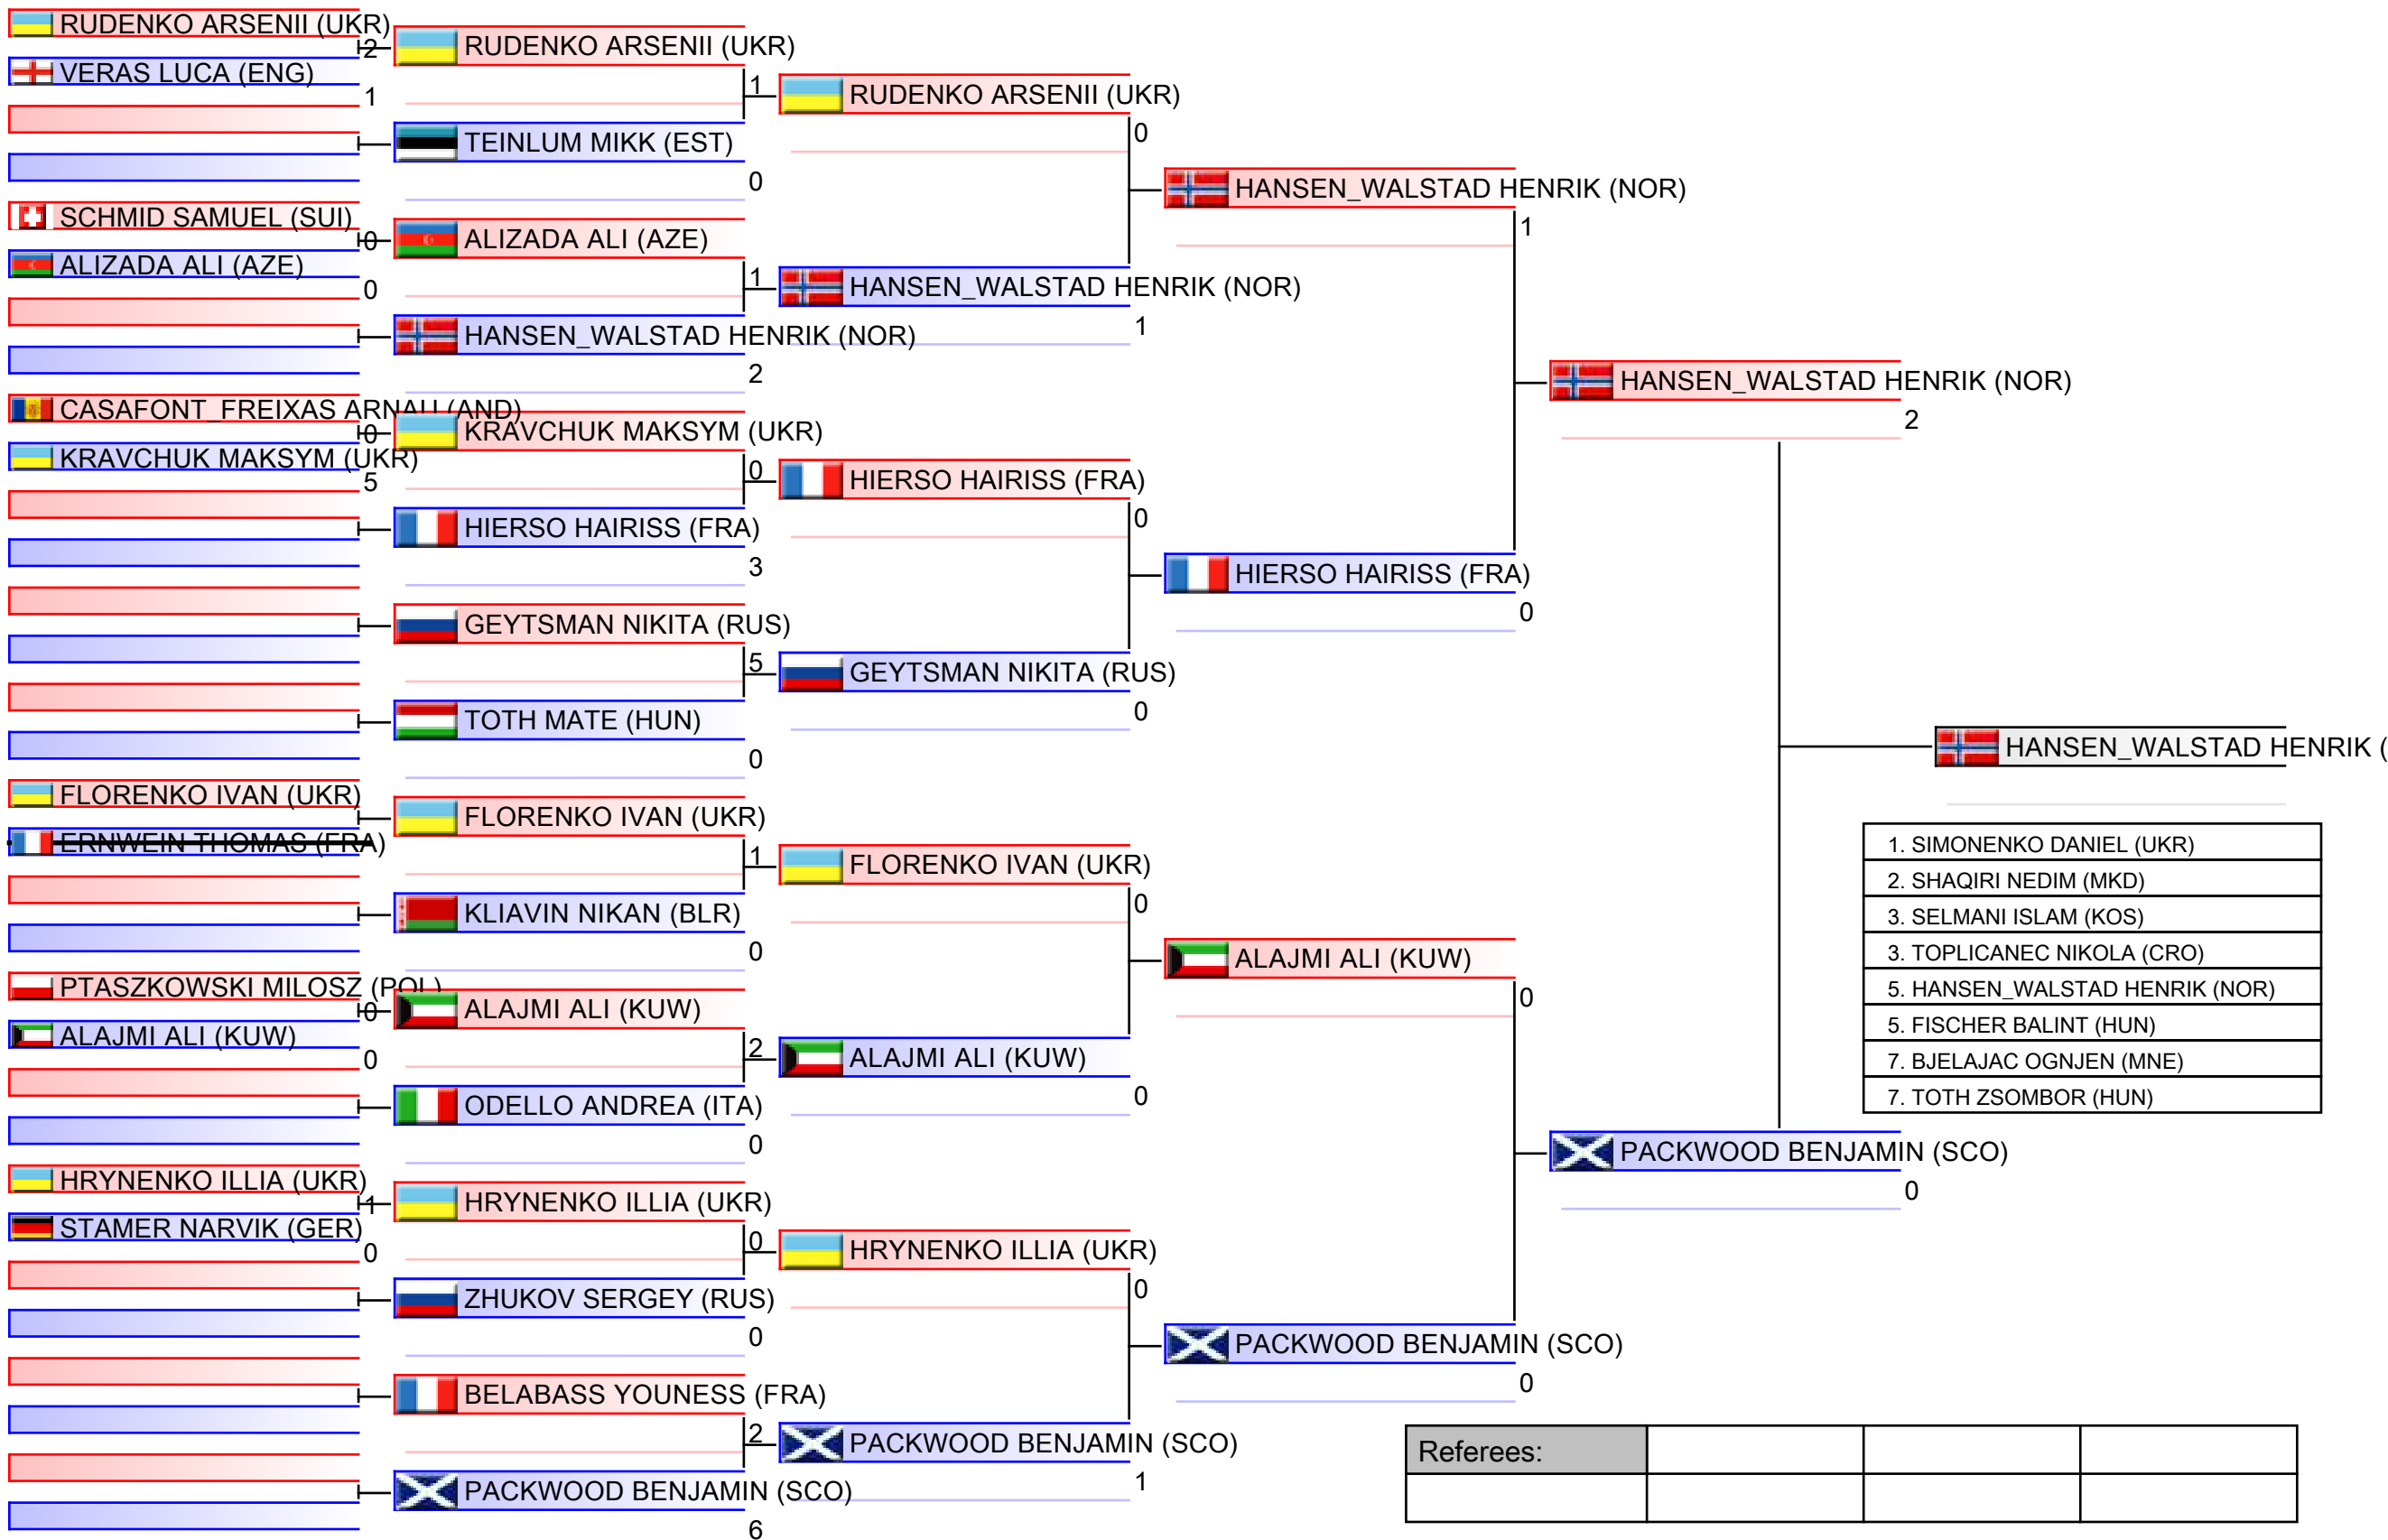 RUDENKO ARSENII (UKR)
2
VERAS LUCA (ENG)
1
SCHMID SAMUEL (SUI)
0
ALIZADA ALI (AZE)
0
CASAFONT_FREIXAS ARNAU (AND)
0
KRAVCHUK MAKSYM (UKR)
5
FLORENKO IVAN (UKR)
ERNWEIN THOMAS (FRA)
PTASZKOWSKI MILOSZ (POL)
0
ALAJMI ALI (KUW)
0
HRYNENKO ILLIA (UKR)
1
STAMER NARVIK (GER)
0
RUDENKO ARSENII (UKR)
1
TEINLUM MIKK (EST)
0
ALIZADA ALI (AZE)
1
HANSEN_WALSTAD HENRIK (NOR)
2
KRAVCHUK MAKSYM (UKR)
0
HIERSO HAIRISS (FRA)
3
GEYTSMAN NIKITA (RUS)
5
TOTH MATE (HUN)
0
FLORENKO IVAN (UKR)
1
KLIAVIN NIKAN (BLR)
0
ALAJMI ALI (KUW)
2
ODELLO ANDREA (ITA)
0
HRYNENKO ILLIA (UKR)
0
ZHUKOV SERGEY (RUS)
0
BELABASS YOUNESS (FRA)
2
PACKWOOD BENJAMIN (SCO)
6
RUDENKO ARSENII (UKR)
0
HANSEN_WALSTAD HENRIK (NOR)
1
HIERSO HAIRISS (FRA)
0
GEYTSMAN NIKITA (RUS)
0
FLORENKO IVAN (UKR)
0
ALAJMI ALI (KUW)
0
HRYNENKO ILLIA (UKR)
0
PACKWOOD BENJAMIN (SCO)
1
HANSEN_WALSTAD HENRIK (NOR)
1
HIERSO HAIRISS (FRA)
0
ALAJMI ALI (KUW)
0
PACKWOOD BENJAMIN (SCO)
0
HANSEN_WALSTAD HENRIK (NOR)
2
PACKWOOD BENJAMIN (SCO)
0
HANSEN_WALSTAD HENRIK (
1. SIMONENKO DANIEL (UKR)
2. SHAQIRI NEDIM (MKD)
3. SELMANI ISLAM (KOS)
3. TOPLICANEC NIKOLA (CRO)
5. HANSEN_WALSTAD HENRIK (NOR)
5. FISCHER BALINT (HUN)
7. BJELAJAC OGNJEN (MNE)
7. TOTH ZSOMBOR (HUN)
Referees: